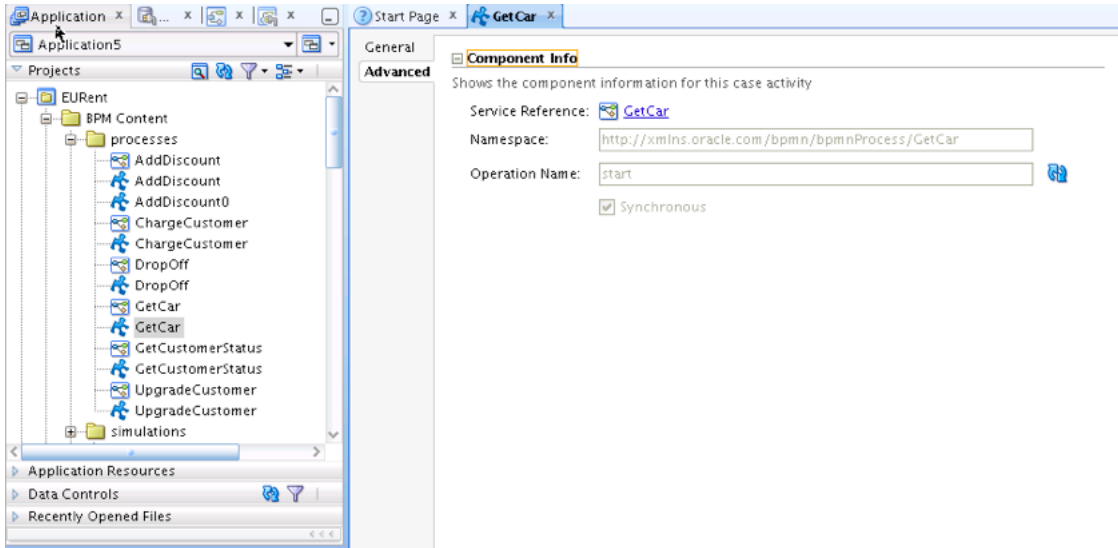 Application
...
Application5
Projects
EURent
BPM Content
processes
AddDiscount
AddDiscount
AddDiscount0
ChargeCustomer
ChargeCustomer
DropOff
DropOff
GetCar
GetCar
GetCustomerStatus
GetCustomerStatus
UpgradeCustomer
UpgradeCustomer
simulations
Application Resources
Data Controls
Recently Opened Files
Start Page
GetCar
General
Advanced
Component Info
Shows the component information for this case activity
Service Reference: GetCar
Namespace: http://xmlns.oracle.com/bpmn/bpmnProcess/GetCar
Operation Name: start
Synchronous